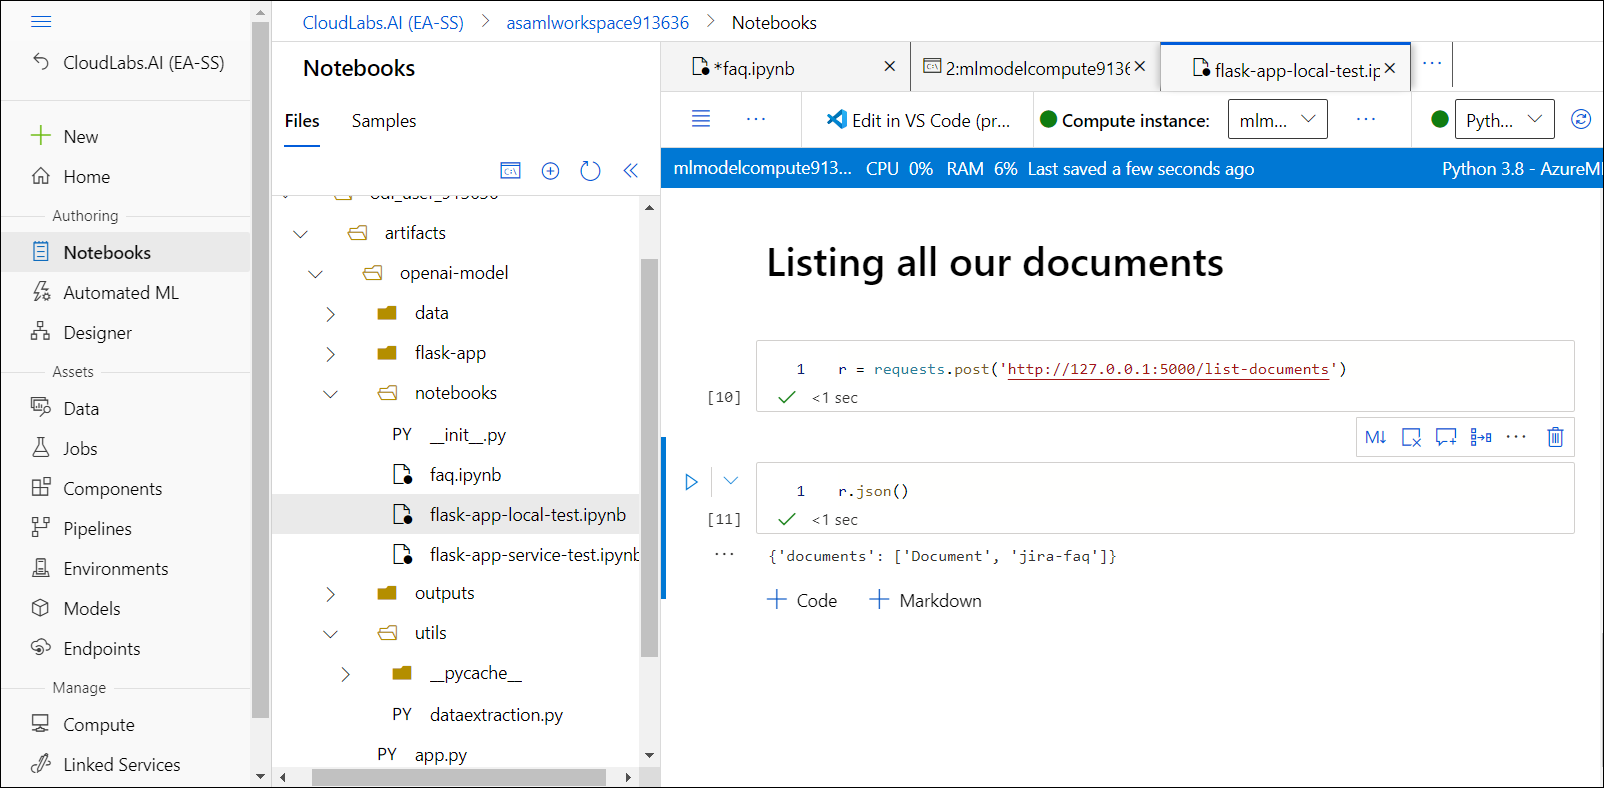 CloudLabs.AI (EA-SS)
New
Home
Authoring
Notebooks
Automated ML
Designer
Assets
Data
Jobs
Components
Pipelines
Environments
Models
Endpoints
Manage
Compute
Linked Services
CloudLabs.AI (EA-SS) > asamlworkspace913636 > Notebooks
Notebooks
Files Samples
artifacts
openai-model
data
flask-app
notebooks
PY __init__.py
faq.ipynb
flask-app-local-test.ipynb
flask-app-service-test.ipynb
outputs
utils
__pycache__
PY dataextraction.py
PY app.py
*faq.ipynb 2:mlmodelcompute9136 flask-app-local-test.ip
··· Edit in VS Code (pr... Compute instance: mlm... ··· Pyth...
mlmodelcompute913... CPU 0% RAM 6% Last saved a few seconds ago Python 3.8 - AzureMl
Listing all our documents
1 r = requests.post('http://127.0.0.1:5000/list-documents')
[10] <1 sec
M↓ ···
1 r.json()
[11] <1 sec
··· {'documents': ['Document', 'jira-faq']}
+ Code + Markdown